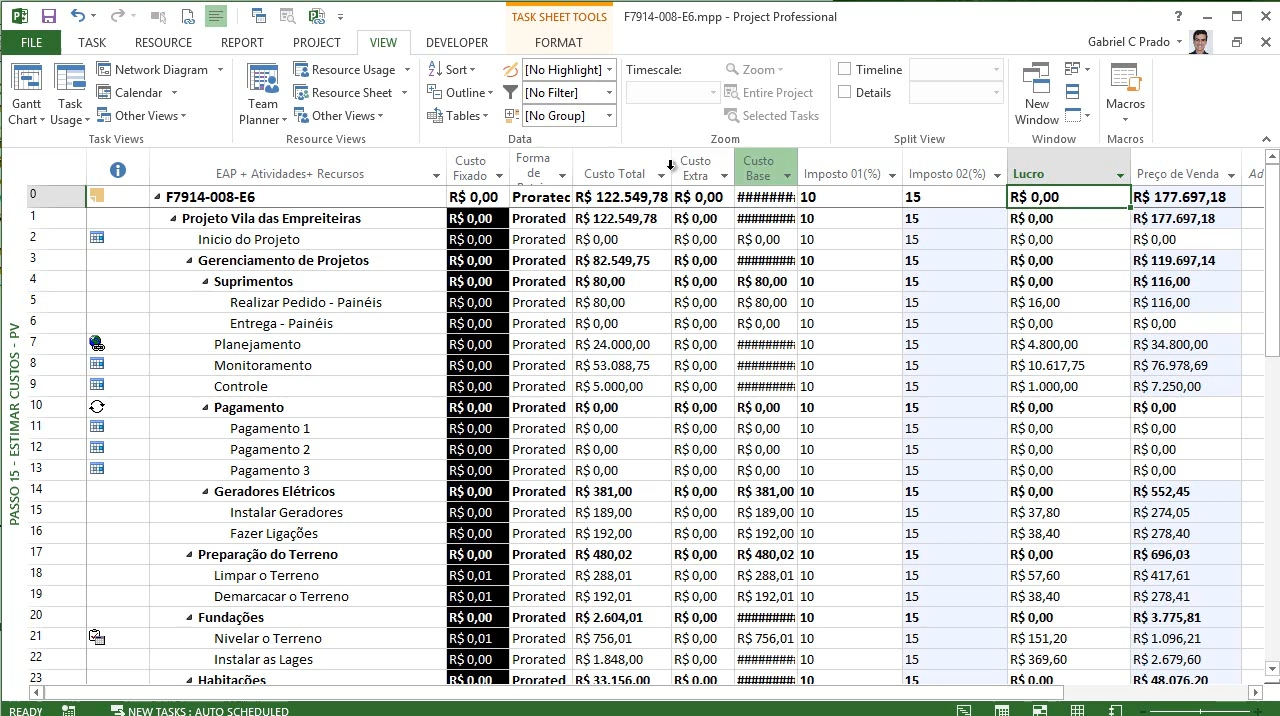 TASK SHEET TOOLS F7914-008-E6.mpp - Project Professional
FILE TASK RESOURCE REPORT PROJECT VIEW DEVELOPER FORMAT Gabriel C Prado
Gantt Chart Task Usage Network Diagram Calendar Other Views Task Views
Team Planner Resource Usage Resource Sheet Other Views Resource Views
Sort Outline Tables [No Highlight] [No Filter] [No Group] Data
Timescale: Zoom Entire Project Selected Tasks Zoom
Timeline Details Split View
New Window Window
Macros Macros
EAP + Atividades+ Recursos Custo Fixado Forma de Custo Total Custo Extra Custo Base Imposto 01(%) Imposto 02(%) Lucro Preço de Venda Ad
0 F7914-008-E6 R$ 0,00 Prorated R$ 122.549,78 R$ 0,00 ######## 10 15 R$ 0,00 R$ 177.697,18
1 Projeto Vila das Empreiteiras R$ 0,00 Prorated R$ 122.549,78 R$ 0,00 ######## 10 15 R$ 0,00 R$ 177.697,18
2 Inicio do Projeto R$ 0,00 Prorated R$ 0,00 R$ 0,00 R$ 0,00 10 15 R$ 0,00 R$ 0,00
3 Gerenciamento de Projetos R$ 0,00 Prorated R$ 82.549,75 R$ 0,00 ######## 10 15 R$ 0,00 R$ 119.697,14
4 Suprimentos R$ 0,00 Prorated R$ 80,00 R$ 0,00 R$ 80,00 10 15 R$ 0,00 R$ 116,00
5 Realizar Pedido - Painéis R$ 0,00 Prorated R$ 80,00 R$ 0,00 R$ 80,00 10 15 R$ 16,00 R$ 116,00
6 Entrega - Painéis R$ 0,00 Prorated R$ 0,00 R$ 0,00 R$ 0,00 10 15 R$ 0,00 R$ 0,00
7 Planejamento R$ 0,00 Prorated R$ 24.000,00 R$ 0,00 ######## 10 15 R$ 4.800,00 R$ 34.800,00
8 Monitoramento R$ 0,00 Prorated R$ 53.088,75 R$ 0,00 ######## 10 15 R$ 10.617,75 R$ 76.978,69
9 Controle R$ 0,00 Prorated R$ 5.000,00 R$ 0,00 ######## 10 15 R$ 1.000,00 R$ 7.250,00
10 Pagamento R$ 0,00 Prorated R$ 0,00 R$ 0,00 R$ 0,00 10 15 R$ 0,00 R$ 0,00
11 Pagamento 1 R$ 0,00 Prorated R$ 0,00 R$ 0,00 R$ 0,00 10 15 R$ 0,00 R$ 0,00
12 Pagamento 2 R$ 0,00 Prorated R$ 0,00 R$ 0,00 R$ 0,00 10 15 R$ 0,00 R$ 0,00
13 Pagamento 3 R$ 0,00 Prorated R$ 0,00 R$ 0,00 R$ 0,00 10 15 R$ 0,00 R$ 0,00
14 Geradores Elétricos R$ 0,00 Prorated R$ 381,00 R$ 0,00 R$ 381,00 10 15 R$ 0,00 R$ 552,45
15 Instalar Geradores R$ 0,00 Prorated R$ 189,00 R$ 0,00 R$ 189,00 10 15 R$ 37,80 R$ 274,05
16 Fazer Ligações R$ 0,00 Prorated R$ 192,00 R$ 0,00 R$ 192,00 10 15 R$ 38,40 R$ 278,40
17 Preparação do Terreno R$ 0,00 Prorated R$ 480,02 R$ 0,00 R$ 480,02 10 15 R$ 0,00 R$ 696,03
18 Limpar o Terreno R$ 0,01 Prorated R$ 288,01 R$ 0,00 R$ 288,01 10 15 R$ 57,60 R$ 417,61
19 Demarcacar o Terreno R$ 0,01 Prorated R$ 192,01 R$ 0,00 R$ 192,01 10 15 R$ 38,40 R$ 278,41
20 Fundações R$ 0,00 Prorated R$ 2.604,01 R$ 0,00 ######## 10 15 R$ 0,00 R$ 3.775,81
21 Nivelar o Terreno R$ 0,01 Prorated R$ 756,01 R$ 0,00 R$ 756,01 10 15 R$ 151,20 R$ 1.096,21
22 Instalar as Lages R$ 0,00 Prorated R$ 1.848,00 R$ 0,00 ######## 10 15 R$ 369,60 R$ 2.679,60
23 Habitações R$ 0,00 Prorated R$ 33.156,00 R$ 0,00 ######## 10 15 R$ 0,00 R$ 48.076,20
PASSO 15 - ESTIMAR CUSTOS - PV
READY NEW TASKS : AUTO SCHEDULED